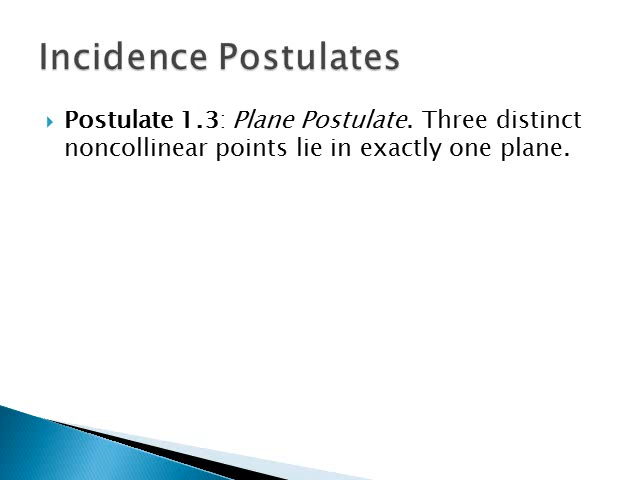 Incidence Postulates
Postulate 1.3: Plane Postulate. Three distinct
noncollinear points lie in exactly one plane.